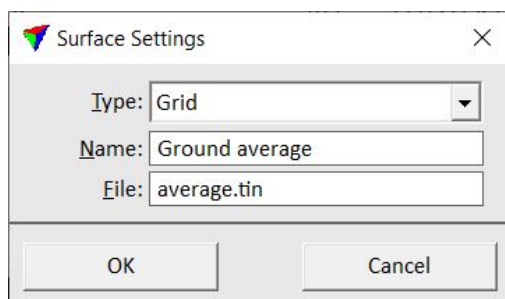 Surface Settings
Type: Grid
Name: Ground average
File: average.tin
OK Cancel